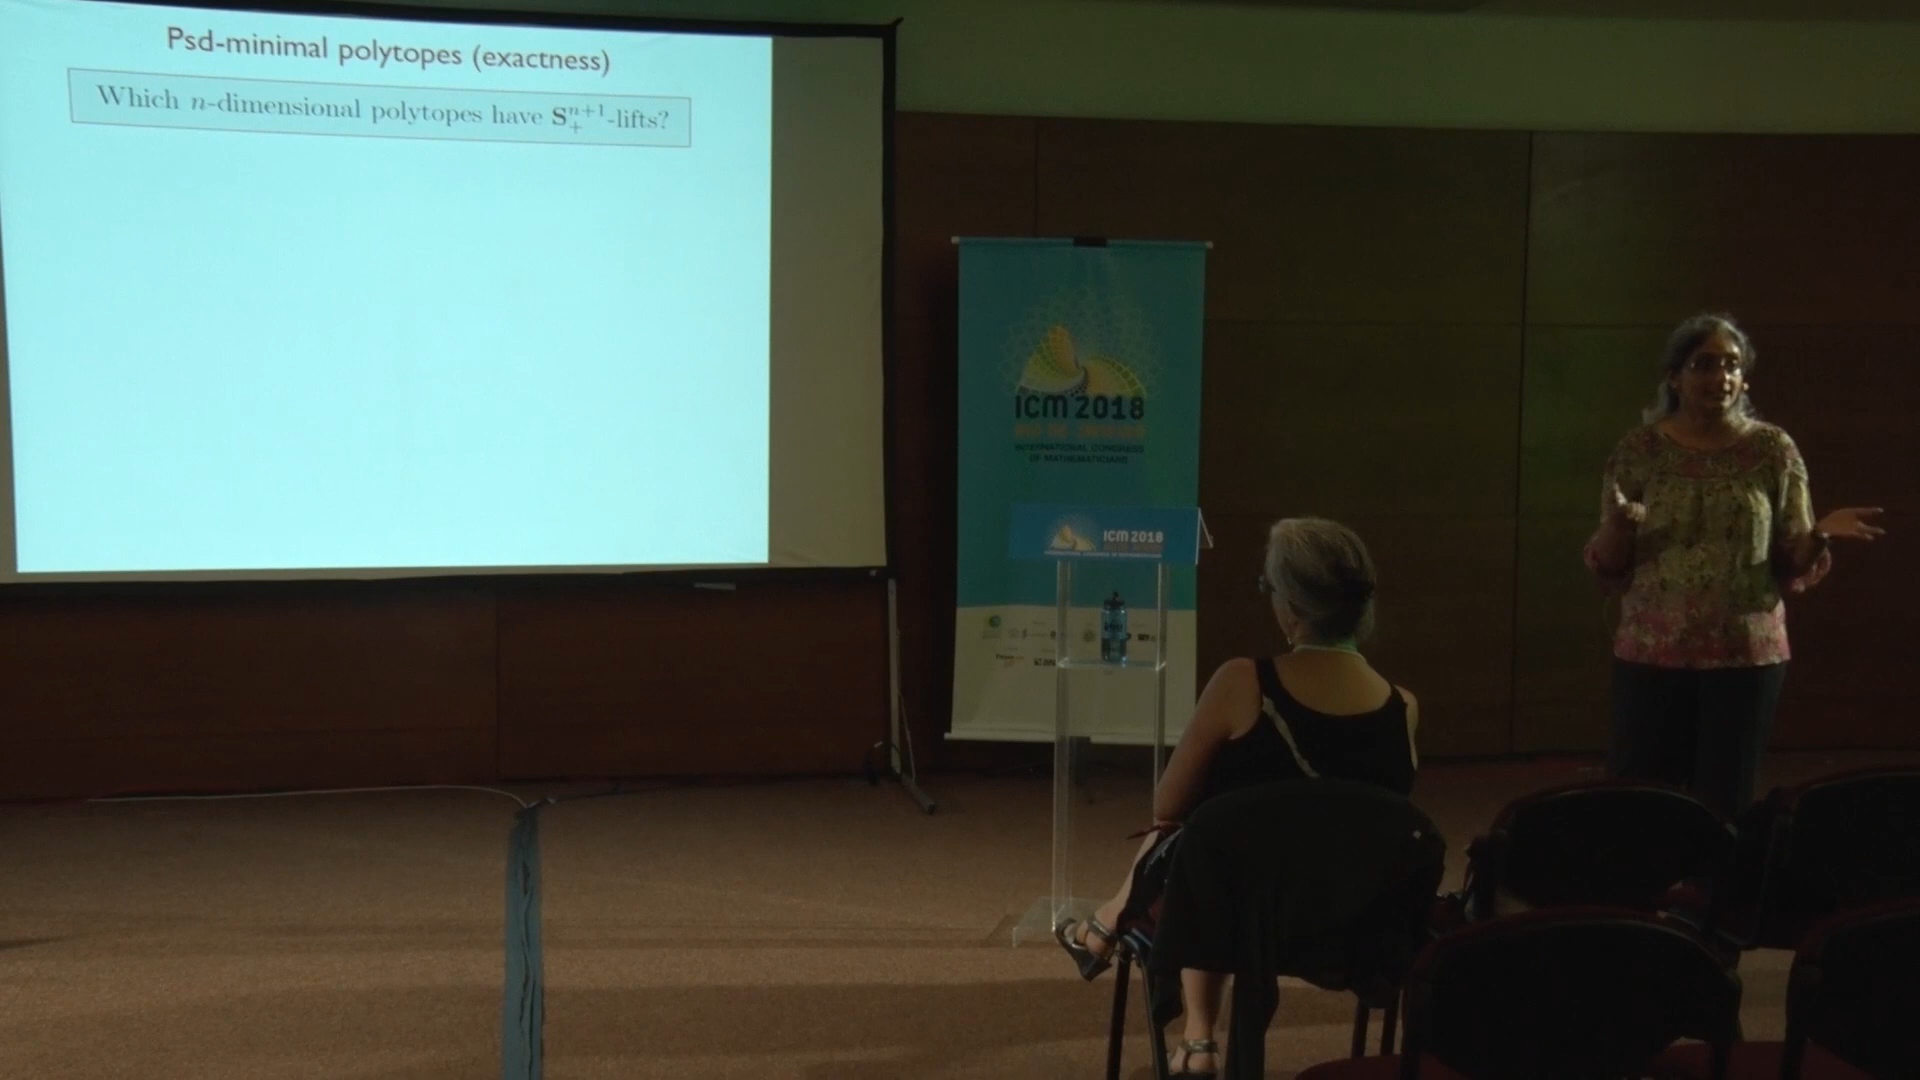 Psd-minimal polytopes (exactness)
Which n-dimensional polytopes have S₊ⁿ⁺¹-lifts?
ICM 2018
INTERNATIONAL CONGRESS
OF MATHEMATICIANS
ICM 2018